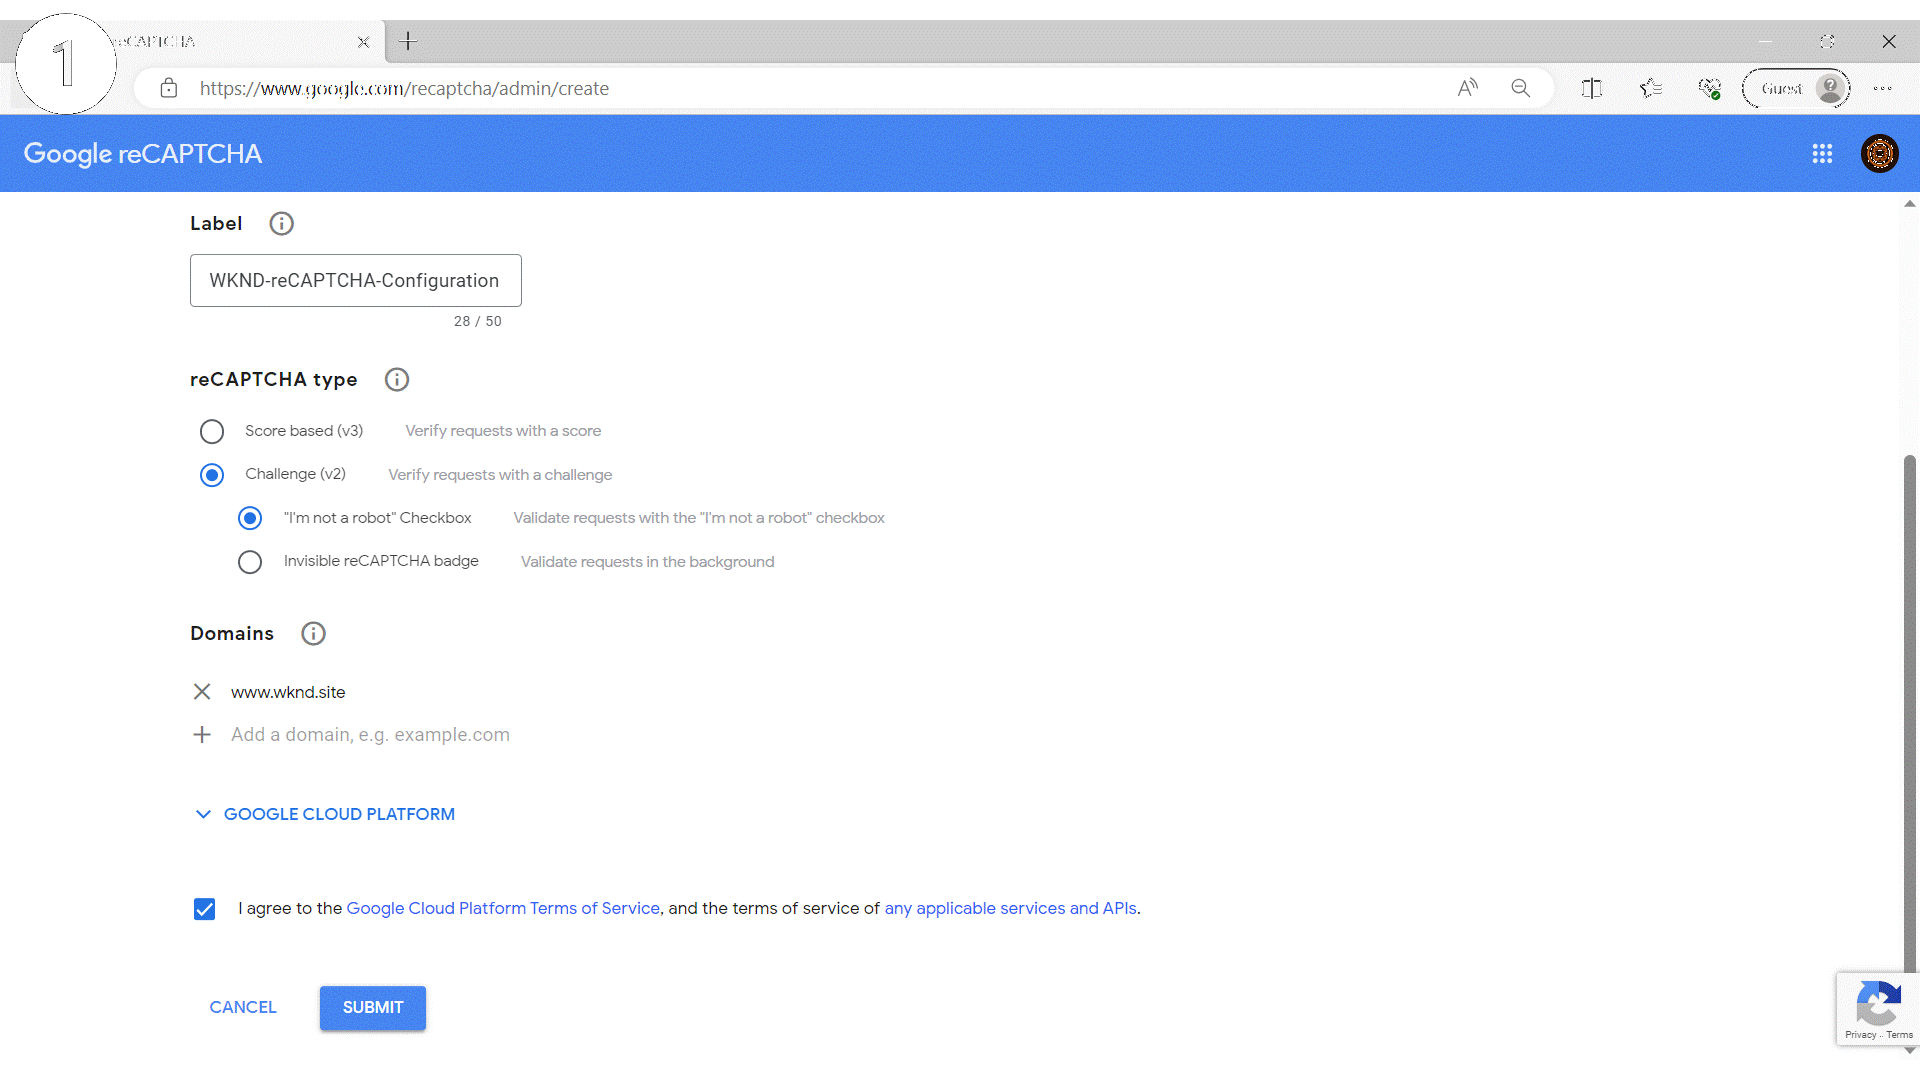 1
reCAPTCHA
https://www.google.com/recaptcha/admin/create
Guest
Google reCAPTCHA
Label
WKND-reCAPTCHA-Configuration
28 / 50
reCAPTCHA type
Score based (v3) Verify requests with a score
Challenge (v2) Verify requests with a challenge
"I'm not a robot" Checkbox Validate requests with the "I'm not a robot" checkbox
Invisible reCAPTCHA badge Validate requests in the background
Domains
www.wknd.site
Add a domain, e.g. example.com
GOOGLE CLOUD PLATFORM
I agree to the Google Cloud Platform Terms of Service, and the terms of service of any applicable services and APIs.
CANCEL SUBMIT
Privacy - Terms